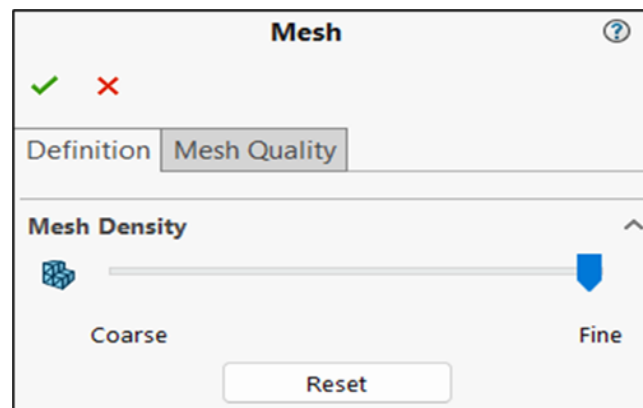 Mesh
?
Definition
Mesh Quality
Mesh Density
Coarse
Fine
Reset